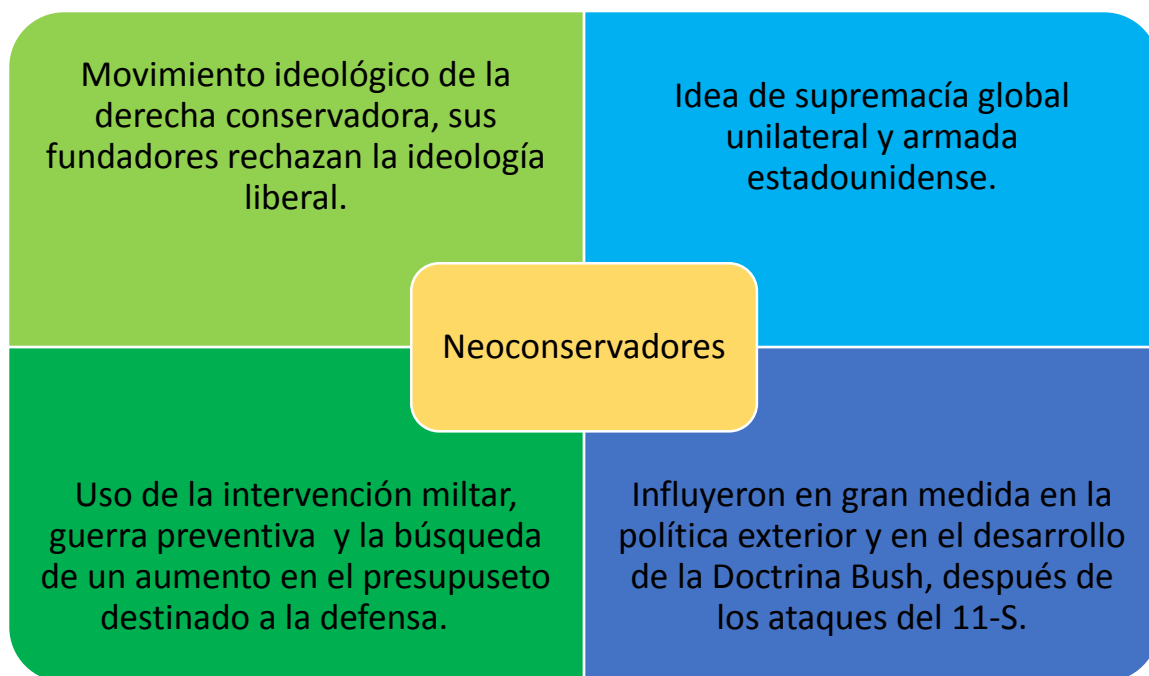 Movimiento ideológico de la
derecha conservadora, sus
fundadores rechazan la ideología
liberal.
Idea de supremacía global
unilateral y armada
estadounidense.
Neoconservadores
Uso de la intervención miltar,
guerra preventiva y la búsqueda
de un aumento en el presupuseto
destinado a la defensa.
Influyeron en gran medida en la
política exterior y en el desarrollo
de la Doctrina Bush, después de
los ataques del 11-S.